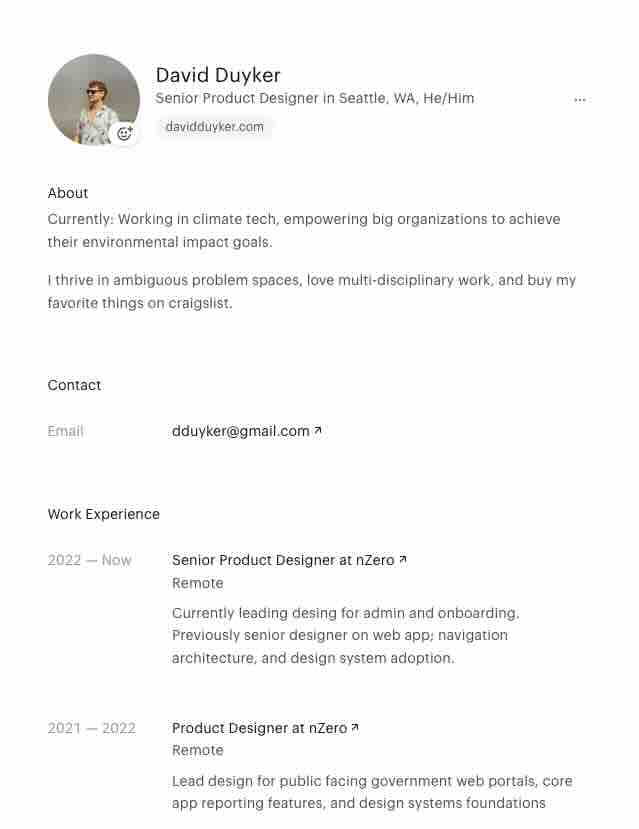 David Duyker
Senior Product Designer in Seattle, WA, He/Him
...
davidduyker.com
About
Currently: Working in climate tech, empowering big organizations to achieve
their environmental impact goals.
I thrive in ambiguous problem spaces, love multi-disciplinary work, and buy my
favorite things on craigslist.
Contact
Email dduyker@gmail.com ↗
Work Experience
2022 — Now Senior Product Designer at nZero ↗
Remote
Currently leading desing for admin and onboarding.
Previously senior designer on web app; navigation
architecture, and design system adoption.
2021 — 2022 Product Designer at nZero ↗
Remote
Lead design for public facing government web portals, core
app reporting features, and design systems foundations